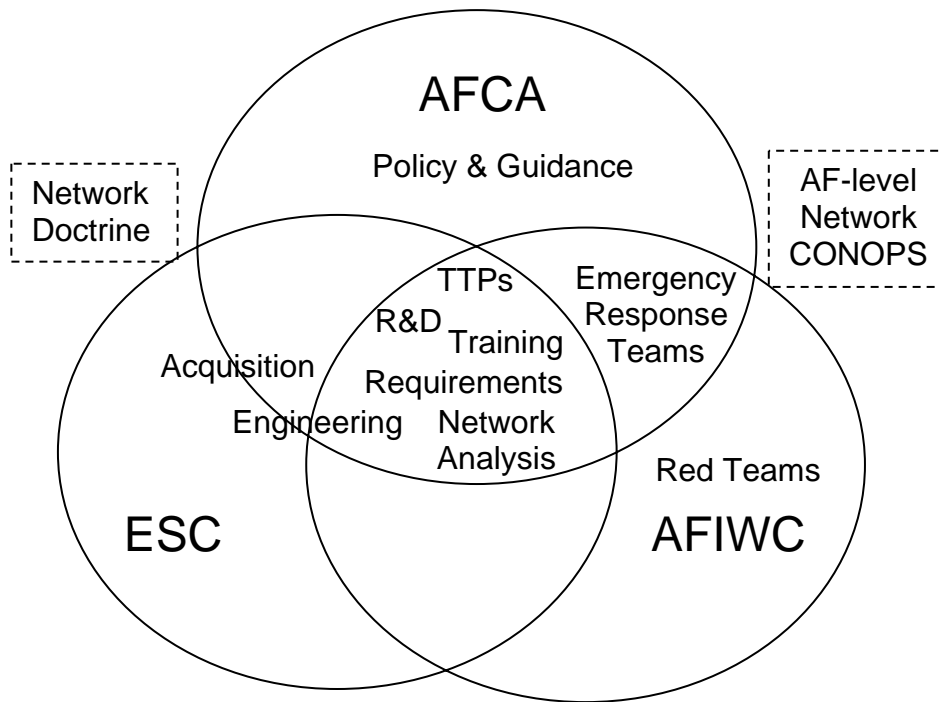 AFCA
Policy & Guidance
Network
Doctrine
AF-level
Network
CONOPS
TTPs
R&D
Training
Requirements
Network
Analysis
Emergency
Response
Teams
Acquisition
Engineering
Red Teams
ESC
AFIWC